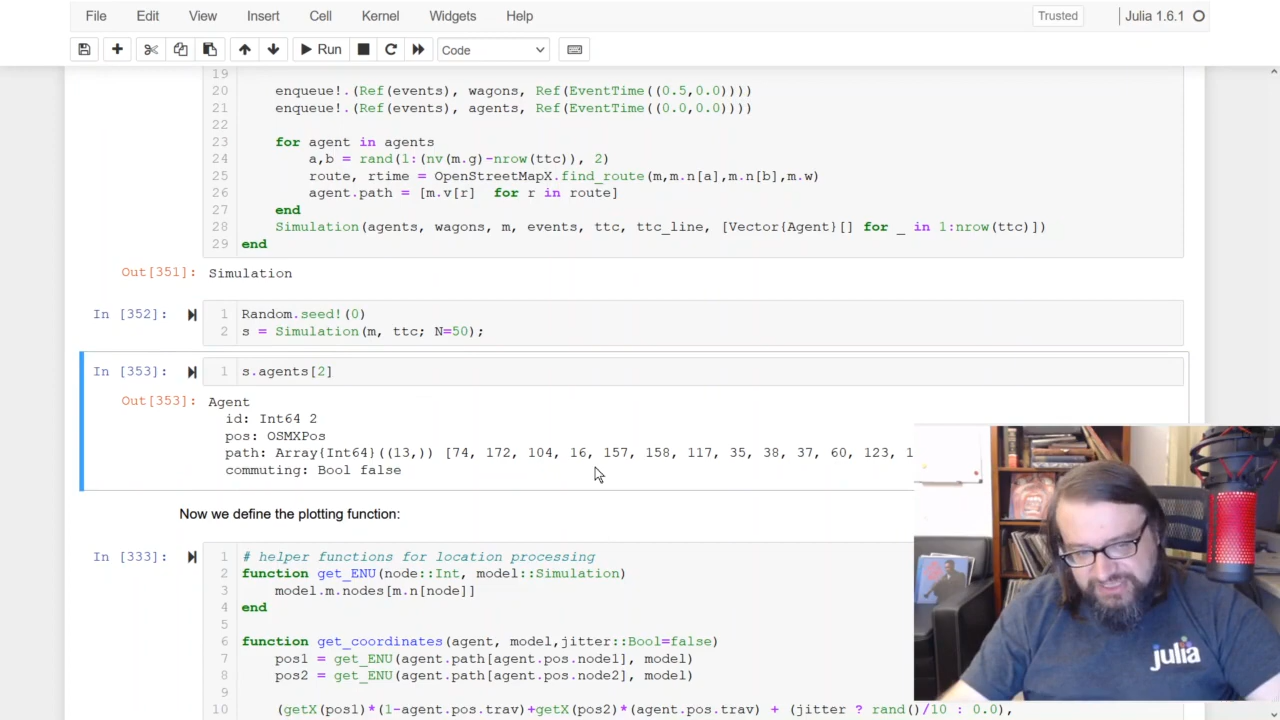 File Edit View Insert Cell Kernel Widgets Help Trusted Julia 1.6.1
Run Code
19
20 enqueue!.(Ref(events), wagons, Ref(EventTime((0.5,0.0))))
21 enqueue!.(Ref(events), agents, Ref(EventTime((0.0,0.0))))
22
23 for agent in agents
24 a,b = rand(1:(nv(m.g)-nrow(ttc)), 2)
25 route, rtime = OpenStreetMapX.find_route(m,m.n[a],m.n[b],m.w)
26 agent.path = [m.v[r] for r in route]
27 end
28 Simulation(agents, wagons, m, events, ttc, ttc_line, [Vector{Agent}[] for _ in 1:nrow(ttc)])
29 end
Out[351]: Simulation
In [352]: 1 Random.seed!(0)
2 s = Simulation(m, ttc; N=50);
In [353]: 1 s.agents[2]
Out[353]: Agent
id: Int64 2
pos: OSMXPos
path: Array{Int64}((13,)) [74, 172, 104, 16, 157, 158, 117, 35, 38, 37, 60, 123, 1
commuting: Bool false
Now we define the plotting function:
In [333]: 1 # helper functions for location processing
2 function get_ENU(node::Int, model::Simulation)
3 model.m.nodes[m.n[node]]
4 end
5
6 function get_coordinates(agent, model,jitter::Bool=false)
7 pos1 = get_ENU(agent.path[agent.pos.node1], model)
8 pos2 = get_ENU(agent.path[agent.pos.node2], model)
9
10 (getX(pos1)*(1-agent.pos.trav)+getX(pos2)*(agent.pos.trav) + (jitter ? rand()/10 : 0.0),
julia